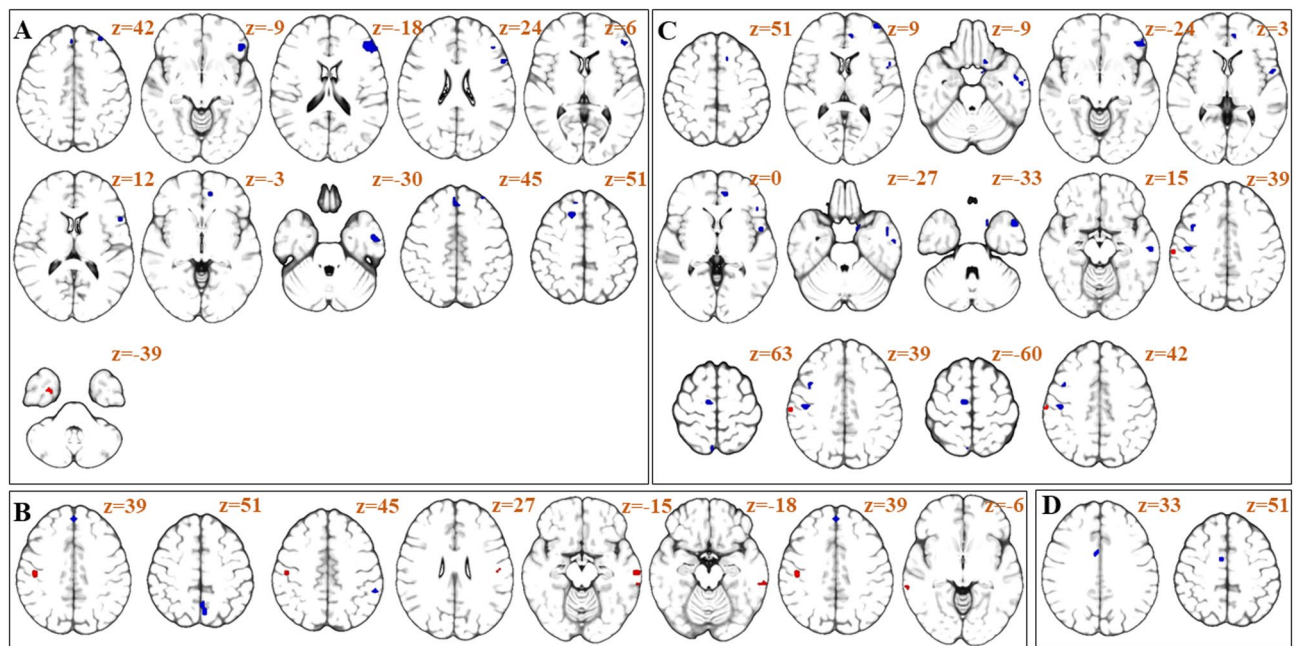 A z=42 z=-9 z=-18 z=24 z=6
z=12 z=-3 z=-30 z=45 z=51
z=-39
C z=51 z=9 z=-9 z=-24 z=3
z=0 z=-27 z=-33 z=15 z=39
z=63 z=39 z=-60 z=42
B z=39 z=51 z=45 z=27 z=-15 z=-18 z=39 z=-6
D z=33 z=51